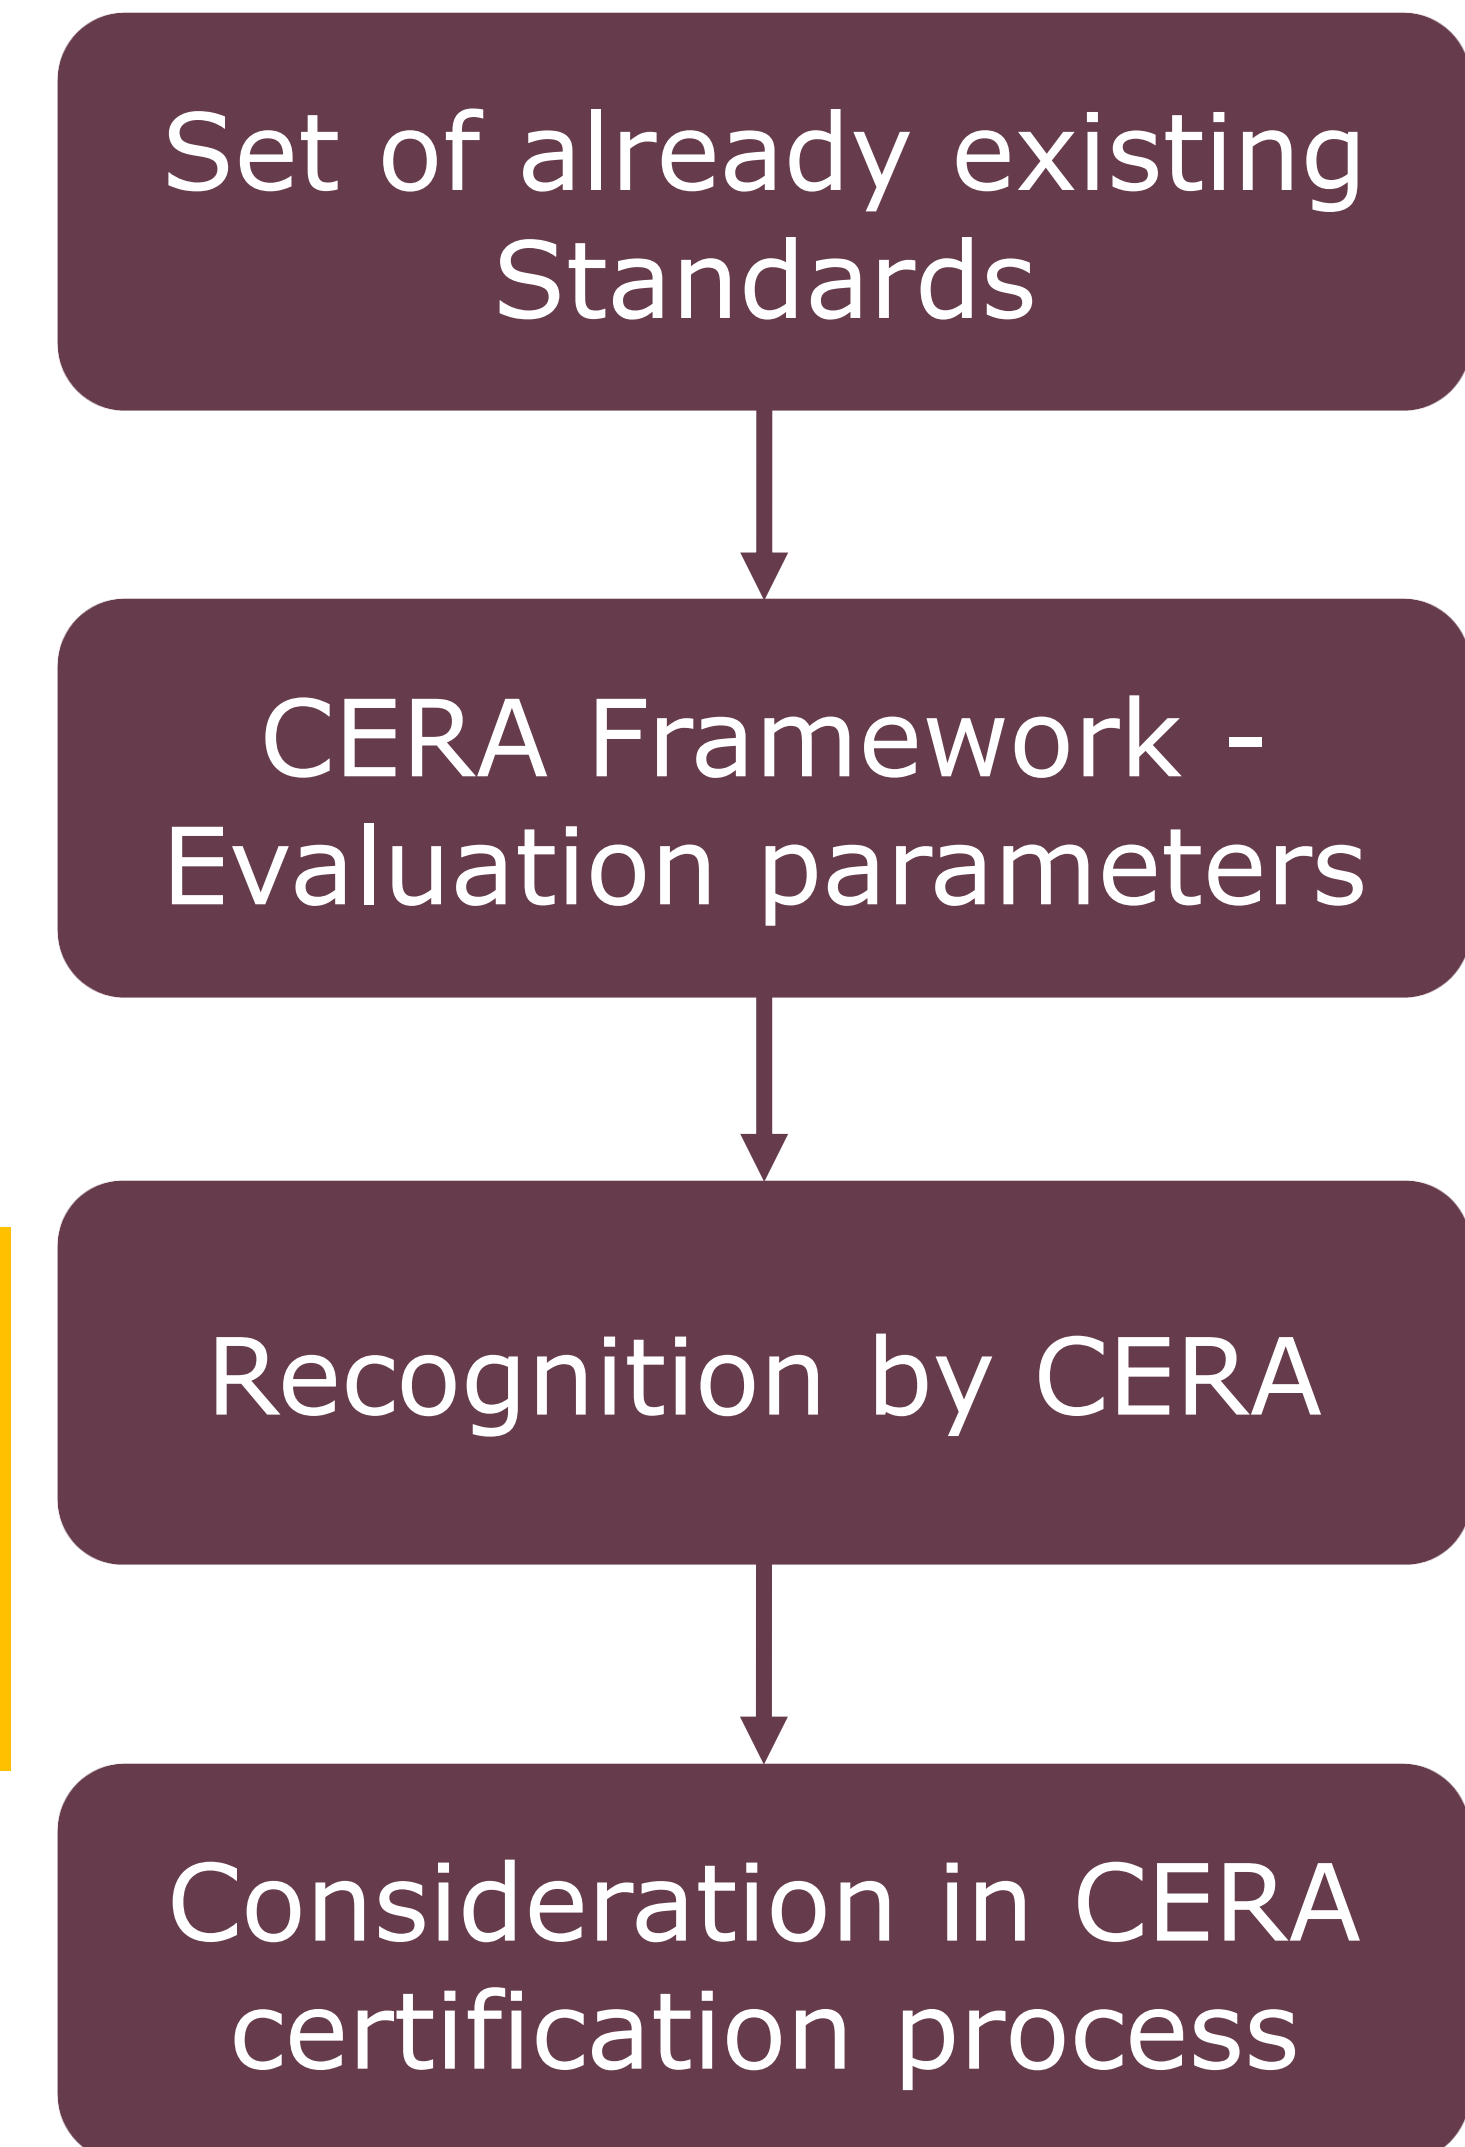 Set of already existing
Standards
CERA Framework -
Evaluation parameters
Recognition by CERA
Consideration in CERA
certification process